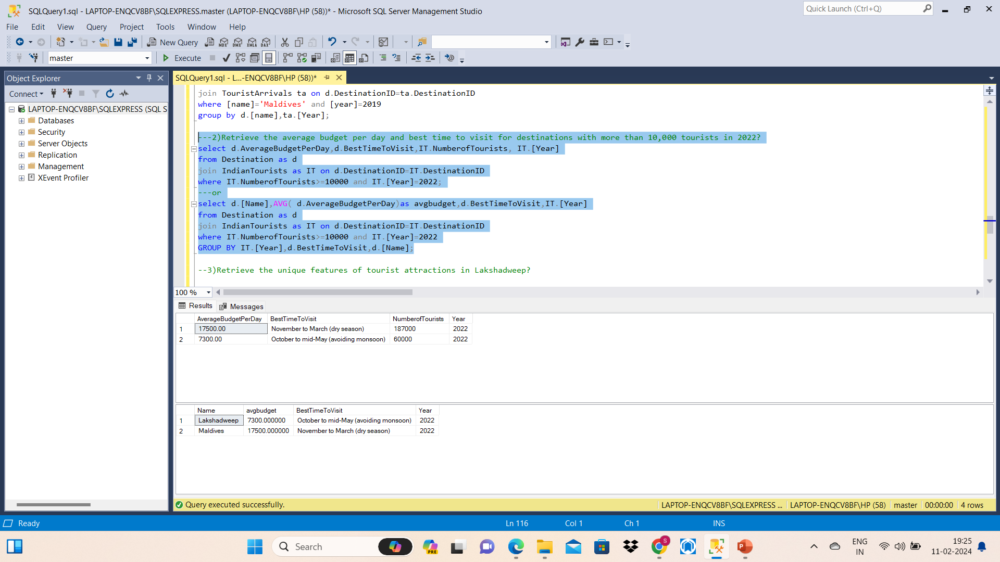 SQLQuery1.sql - LAPTOP-ENQCV8BF\SQLEXPRESS.master (LAPTOP-ENQCV8BF\HP (58))* - Microsoft SQL Server Management Studio
Quick Launch (Ctrl+Q)
File Edit View Query Project Tools Window Help
New Query
MDX DMX XMLA DAX
master
Execute
Object Explorer
SQLQuery1.sql - L...-ENQCV8BF\HP (58))*
Connect
LAPTOP-ENQCV8BF\SQLEXPRESS (SQL S
Databases
Security
Server Objects
Replication
Management
XEvent Profiler
join TouristArrivals ta on d.DestinationID=ta.DestinationID
where [name]='Maldives' and [year]=2019
group by d.[name],ta.[Year];
---2)Retrieve the average budget per day and best time to visit for destinations with more than 10,000 tourists in 2022?
select d.AverageBudgetPerDay,d.BestTimeToVisit,IT.NumberofTourists, IT.[Year]
from Destination as d
join IndianTourists as IT on d.DestinationID=IT.DestinationID
where IT.NumberofTourists>=10000 and IT.[Year]=2022;
---or
select d.[Name],AVG( d.AverageBudgetPerDay)as avgbudget,d.BestTimeToVisit,IT.[Year]
from Destination as d
join IndianTourists as IT on d.DestinationID=IT.DestinationID
where IT.NumberofTourists>=10000 and IT.[Year]=2022
GROUP BY IT.[Year],d.BestTimeToVisit,d.[Name];
--3)Retrieve the unique features of tourist attractions in Lakshadweep?
100 %
Results Messages
AverageBudgetPerDay BestTimeToVisit NumberofTourists Year
1 17500.00 November to March (dry season) 187000 2022
2 7300.00 October to mid-May (avoiding monsoon) 60000 2022
Name avgbudget BestTimeToVisit Year
1 Lakshadweep 7300.000000 October to mid-May (avoiding monsoon) 2022
2 Maldives 17500.000000 November to March (dry season) 2022
Query executed successfully.
LAPTOP-ENQCV8BF\SQLEXPRESS ... LAPTOP-ENQCV8BF\HP (58) master 00:00:00 4 rows
Ready
Ln 116 Col 1 Ch 1 INS
Search
PRE
S
P
ENG
IN
19:25
11-02-2024